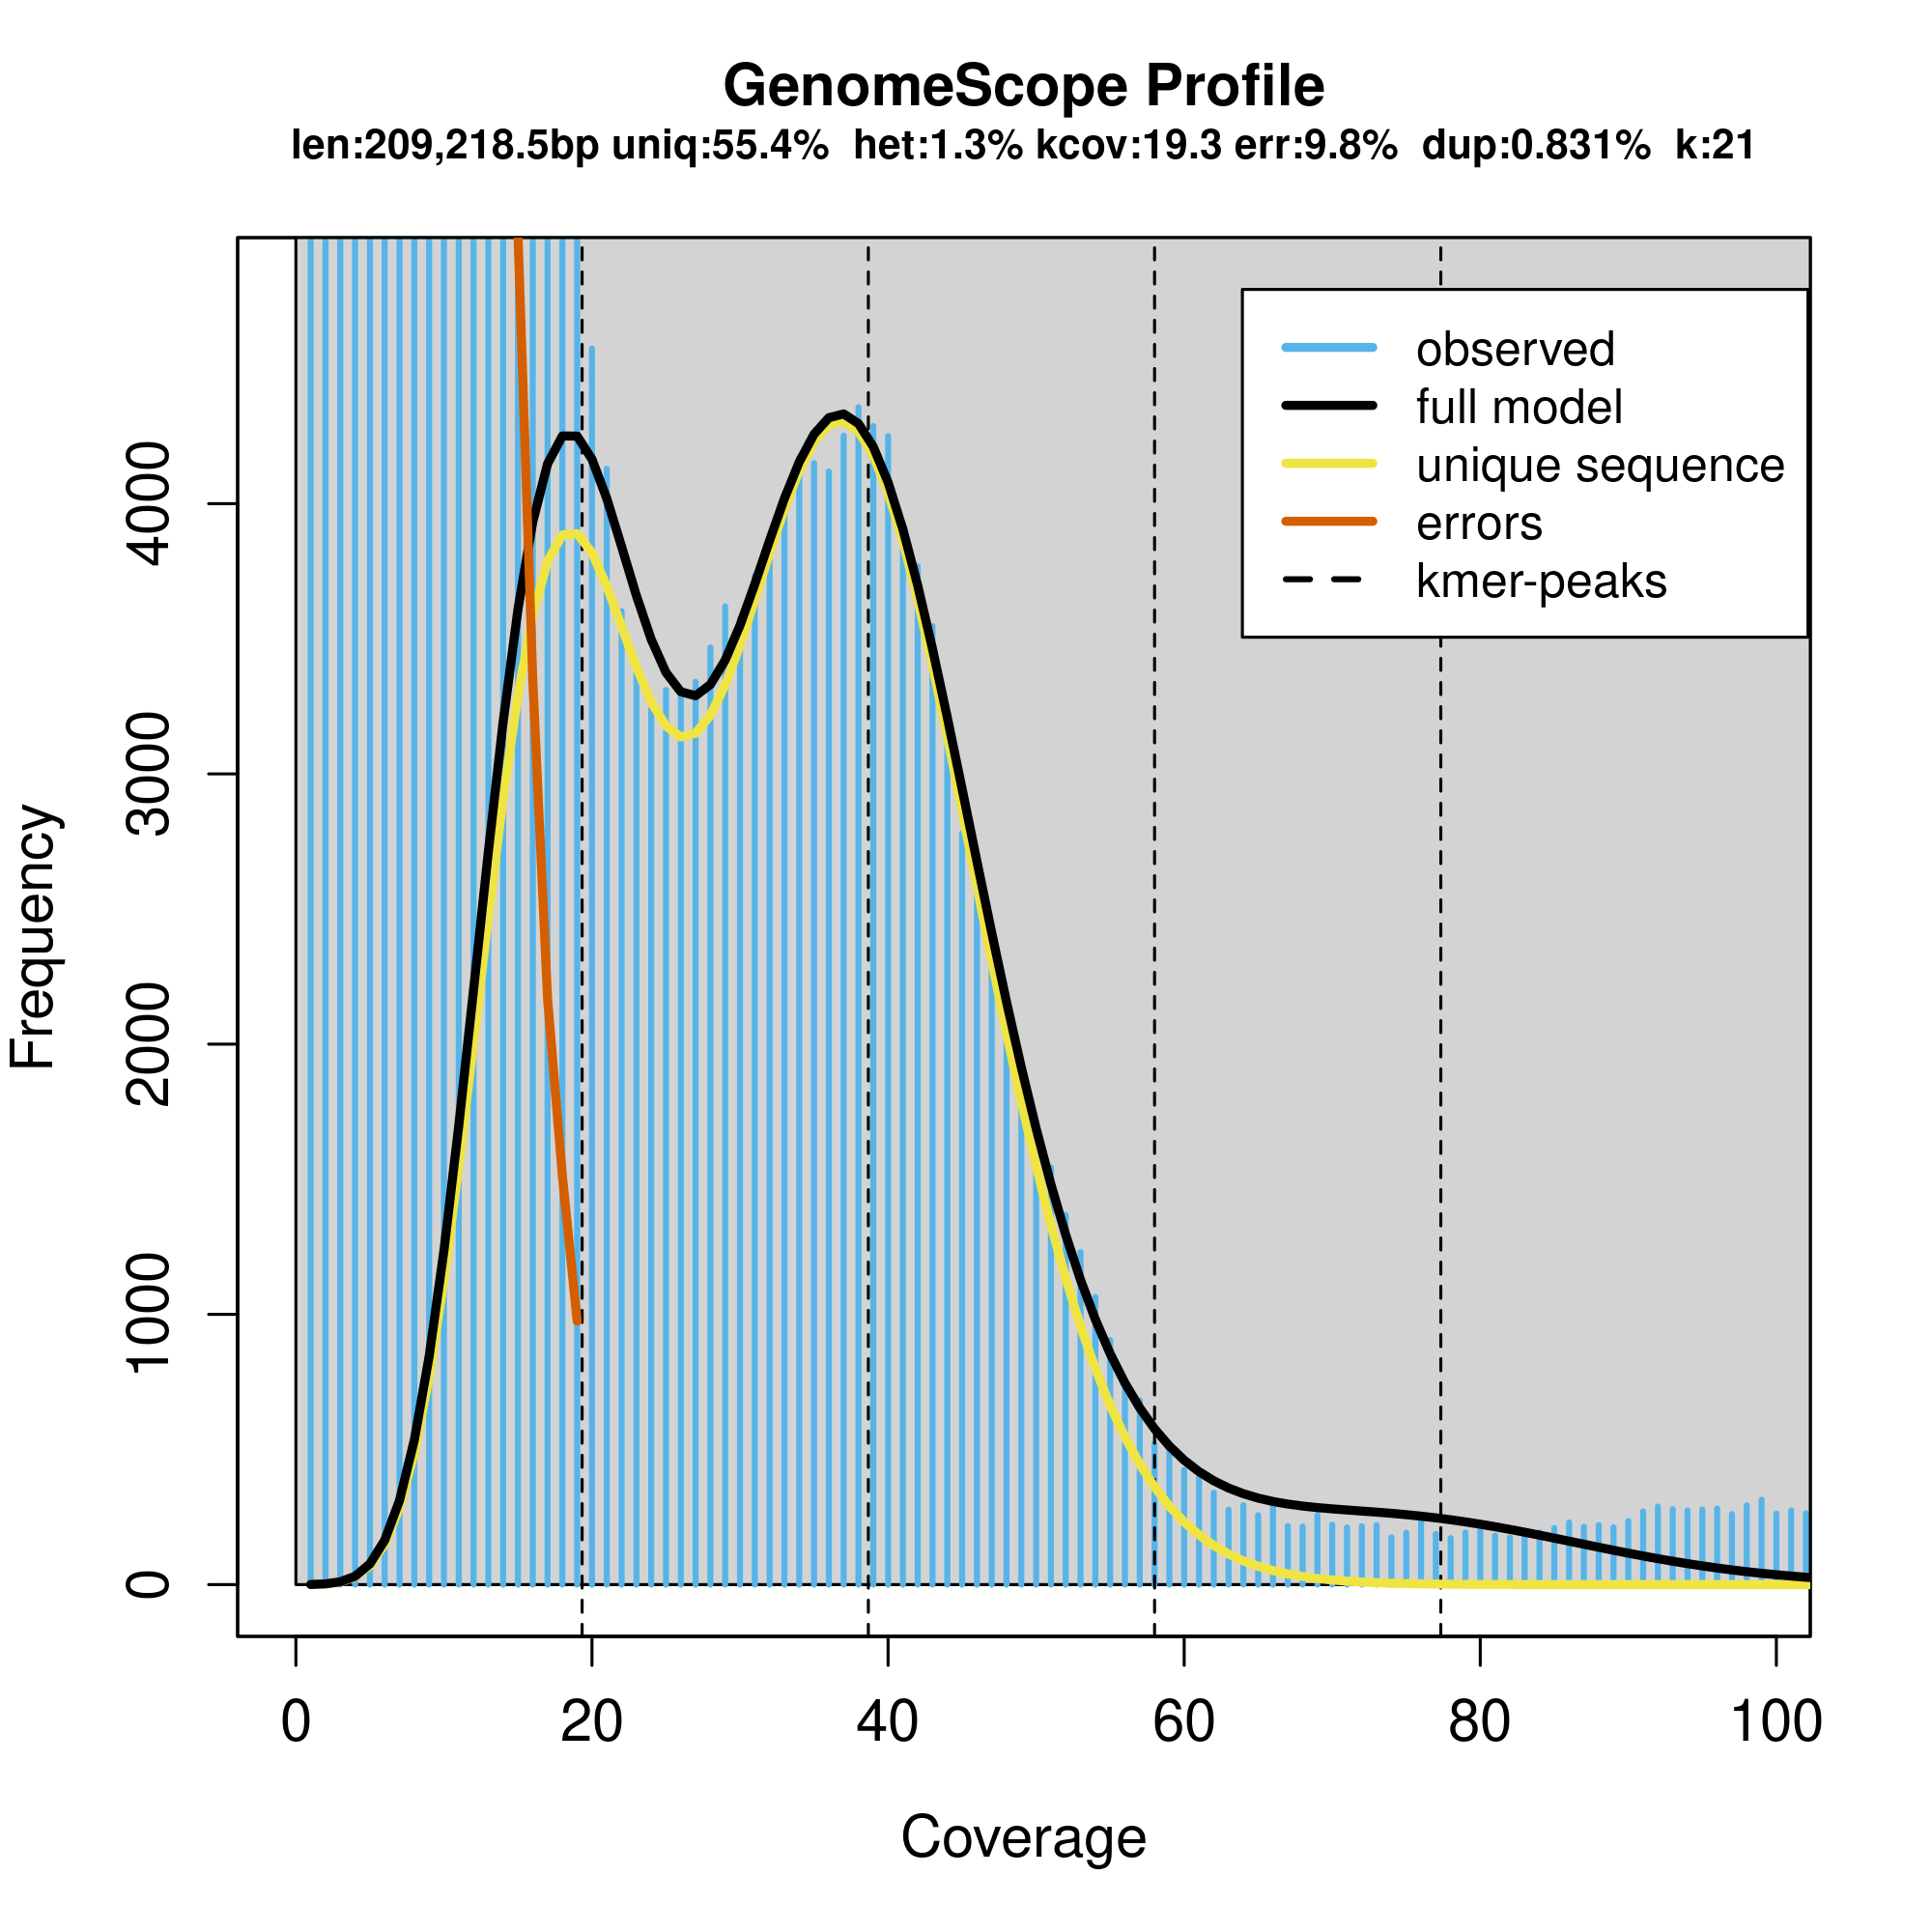 GenomeScope Profile
len:209,218.5bp uniq:55.4% het:1.3% kcov:19.3 err:9.8% dup:0.831% k:21
observed
full model
unique sequence
errors
kmer-peaks
Frequency
4000
3000
2000
1000
0
0 20 40 60 80 100
Coverage